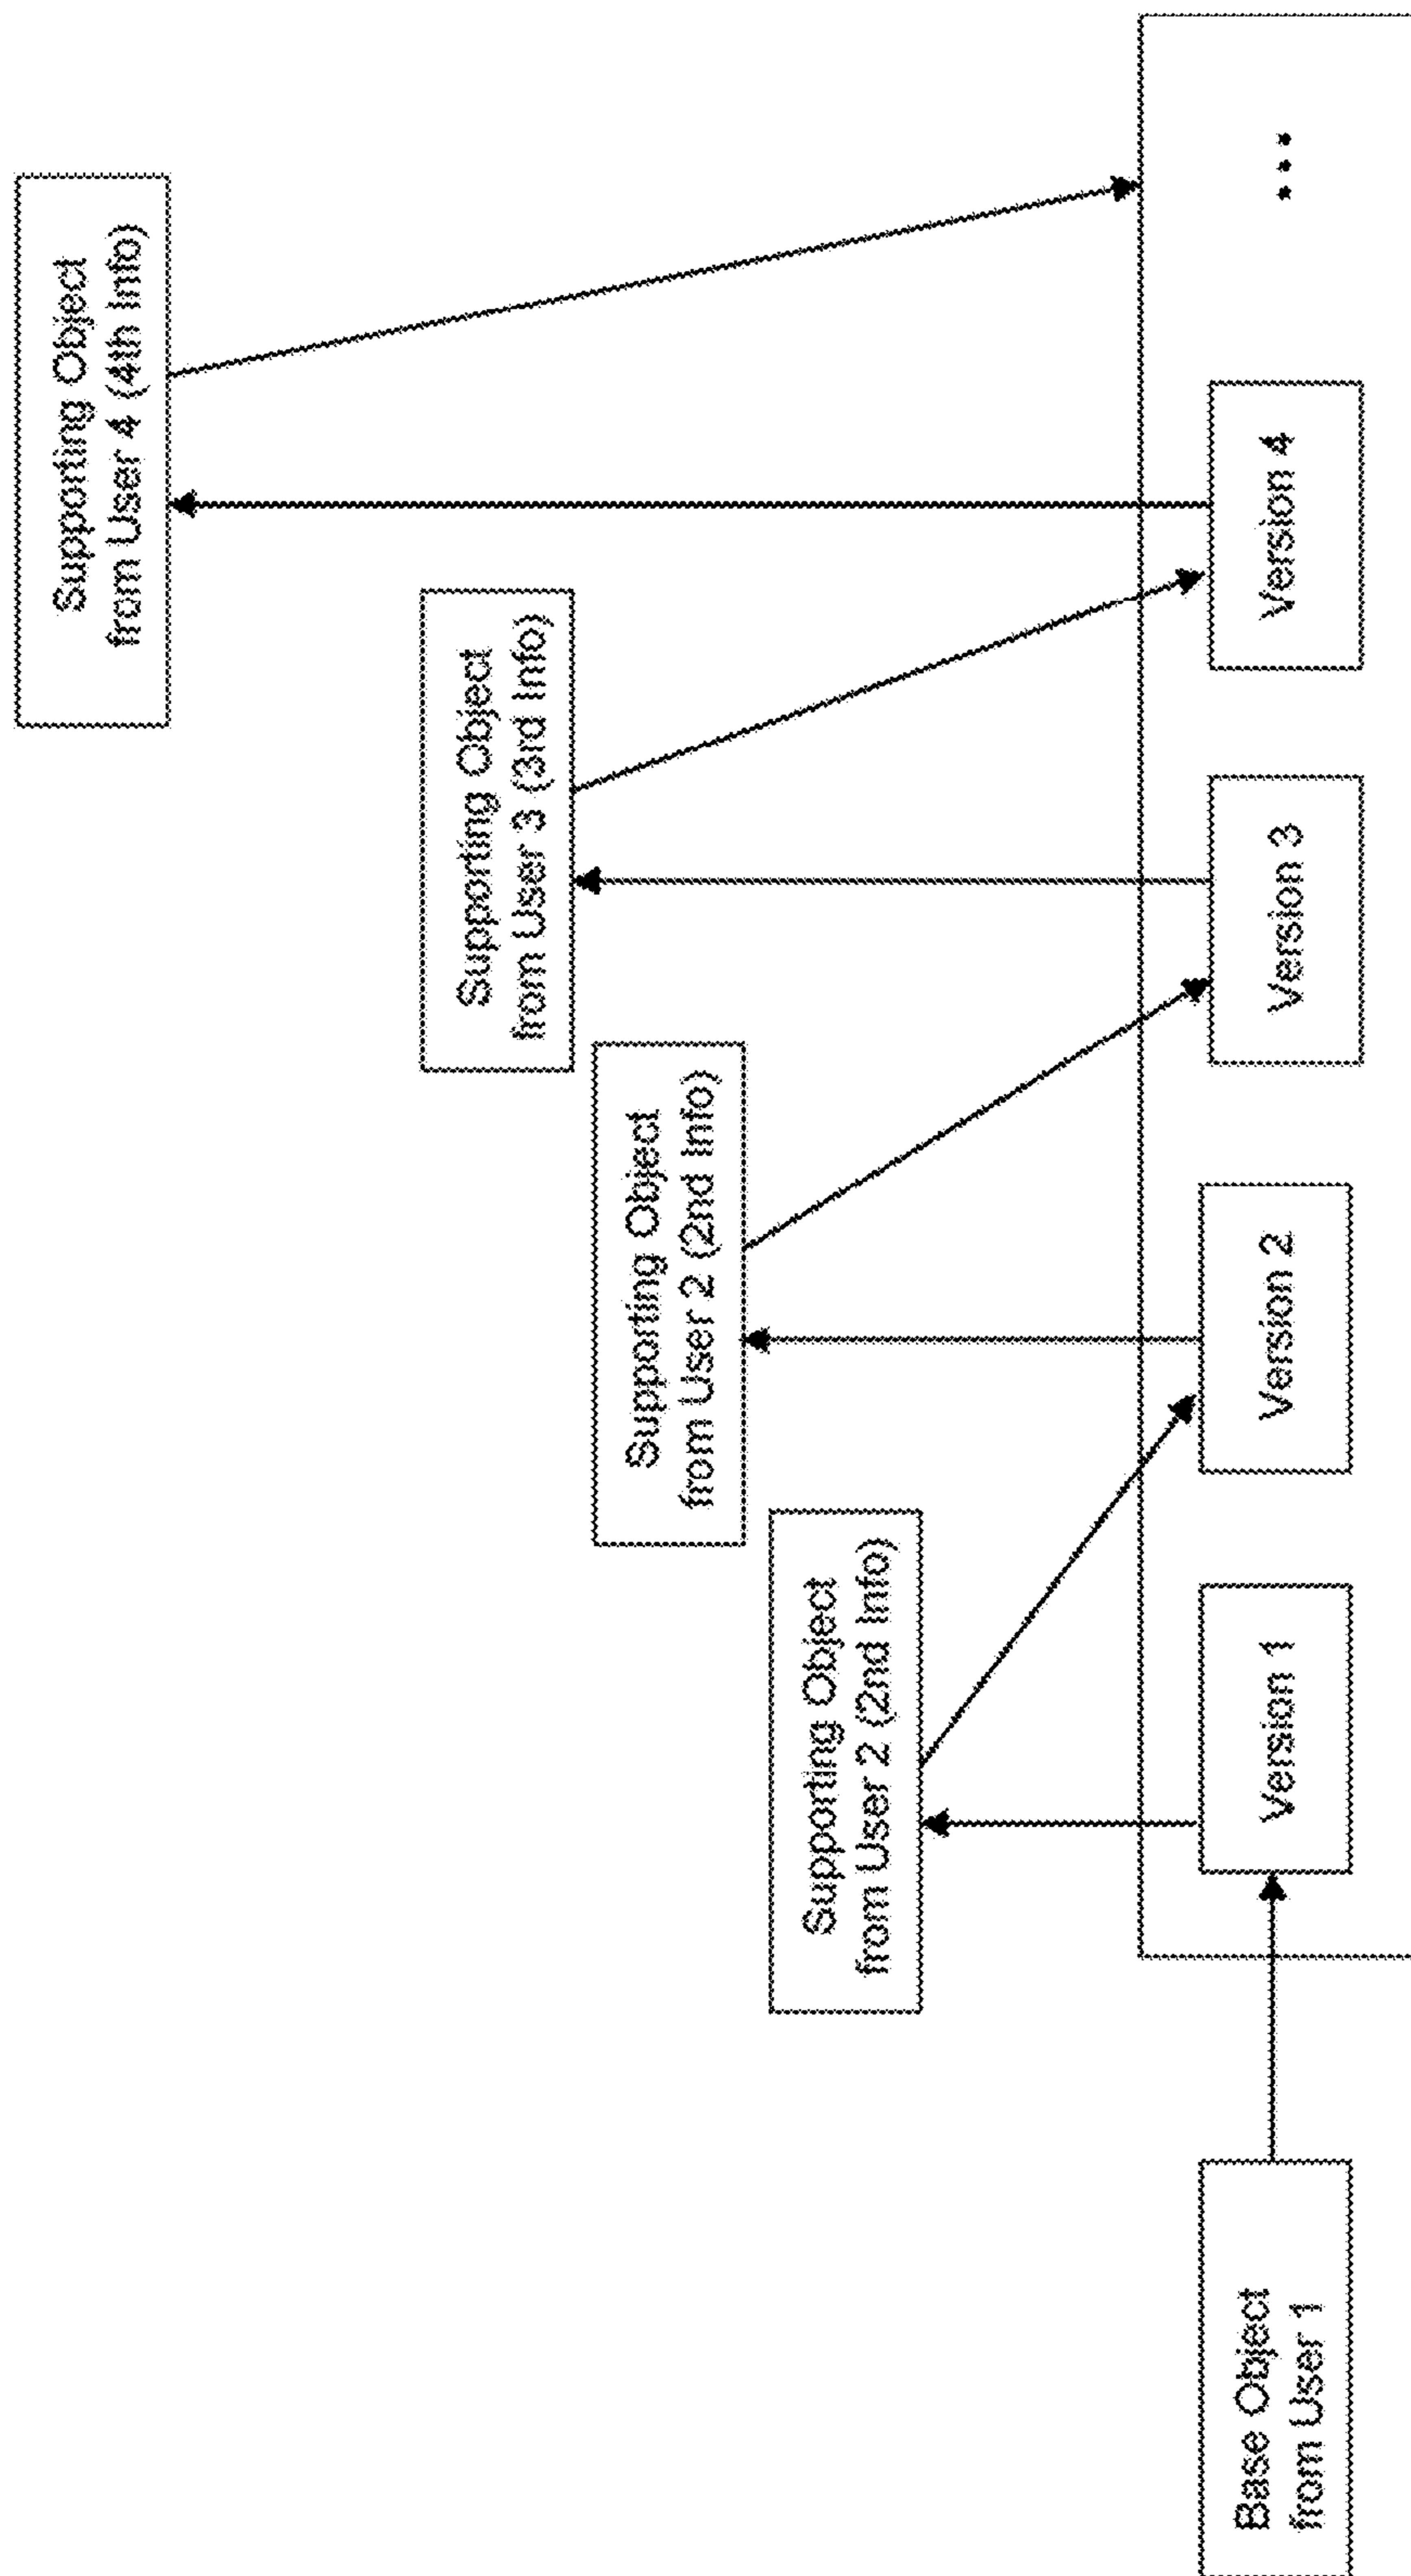 Supporting Object
from User 4 (4th Info)
Supporting Object
from User 3 (3rd Info)
Supporting Object
from User 2 (2nd Info)
Supporting Object
from User 2 (2nd Info)
Base Object
from User 1
Version 1
Version 2
Version 3
Version 4
...